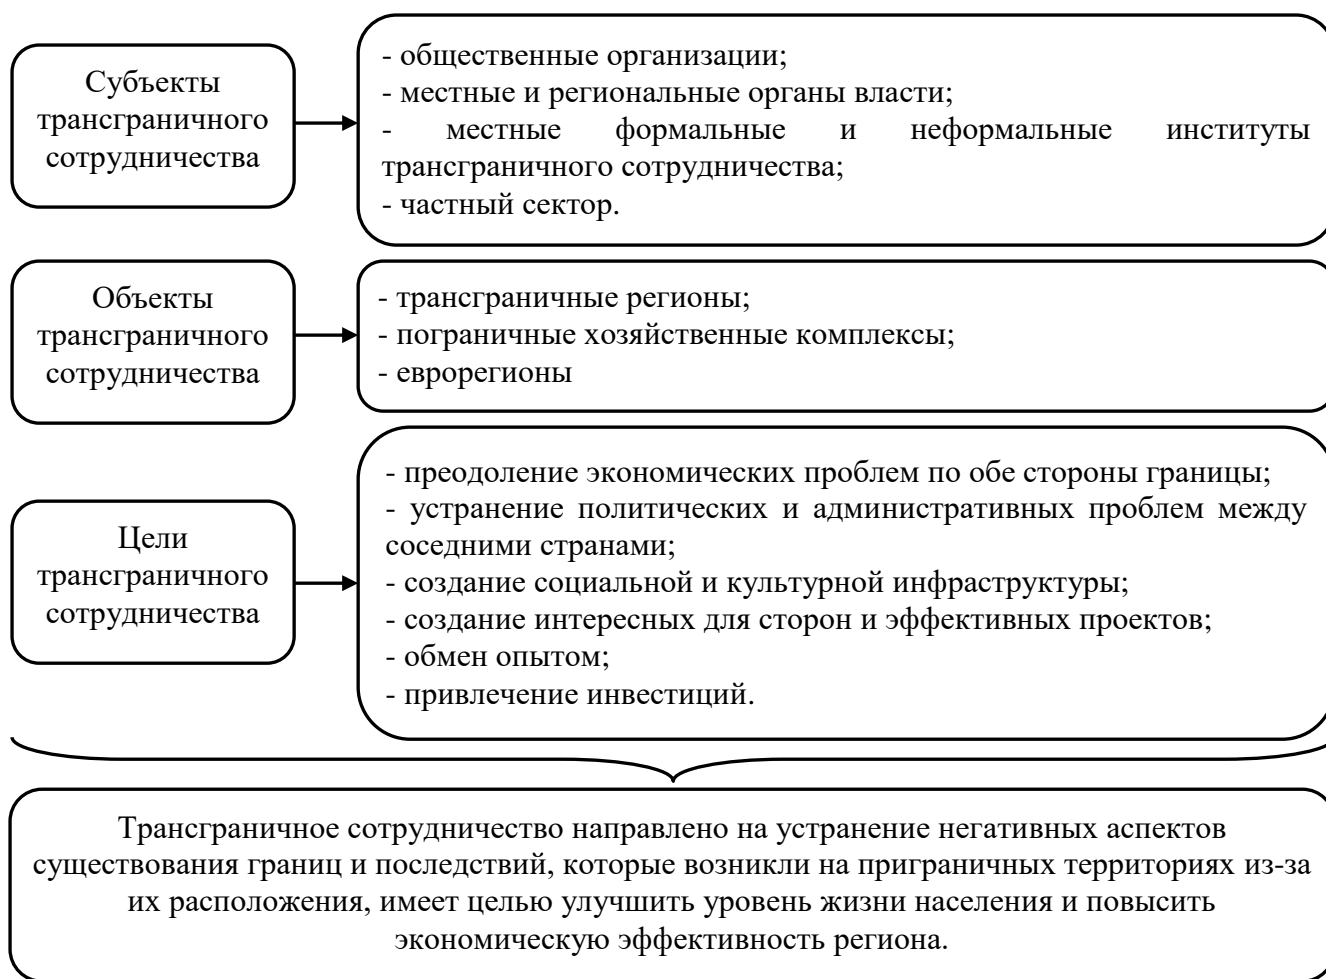 Субъекты
трансграничного
сотрудничества
- общественные организации;
- местные и региональные органы власти;
- местные формальные и неформальные институты
трансграничного сотрудничества;
- частный сектор.
Объекты
трансграничного
сотрудничества
- трансграничные регионы;
- пограничные хозяйственные комплексы;
- еврорегионы
Цели
трансграничного
сотрудничества
- преодоление экономических проблем по обе стороны границы;
- устранение политических и административных проблем между
соседними странами;
- создание социальной и культурной инфраструктуры;
- создание интересных для сторон и эффективных проектов;
- обмен опытом;
- привлечение инвестиций.
Трансграничное сотрудничество направлено на устранение негативных аспектов
существования границ и последствий, которые возникли на приграничных территориях из-за
их расположения, имеет целью улучшить уровень жизни населения и повысить
экономическую эффективность региона.